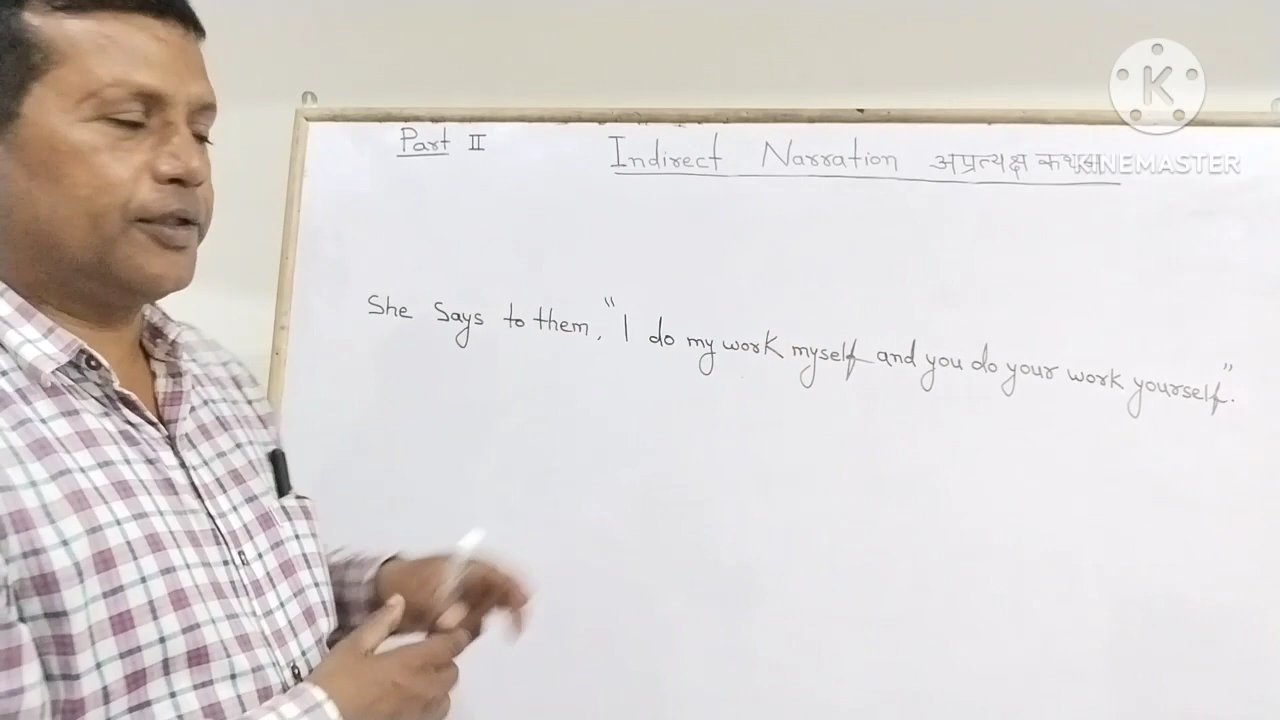 Part II
Indirect Narration अप्रत्यक्ष कथन
KINEMASTER
She Says to them, "I do my work myself and you do your work yourself."